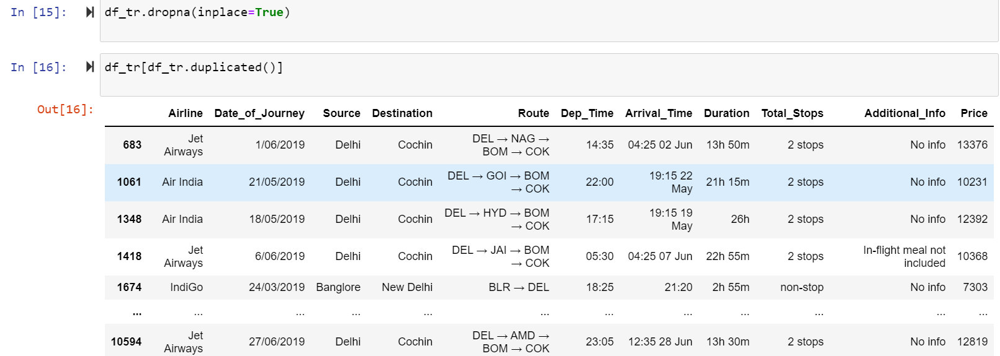 In [15]: df_tr.dropna(inplace=True)
In [16]: df_tr[df_tr.duplicated()]
Out[16]:
Airline Date_of_Journey Source Destination Route Dep_Time Arrival_Time Duration Total_Stops Additional_Info Price
683 Jet Airways 1/06/2019 Delhi Cochin DEL → NAG → BOM → COK 14:35 04:25 02 Jun 13h 50m 2 stops No info 13376
1061 Air India 21/05/2019 Delhi Cochin DEL → GOI → BOM → COK 22:00 19:15 22 May 21h 15m 2 stops No info 10231
1348 Air India 18/05/2019 Delhi Cochin DEL → HYD → BOM → COK 17:15 19:15 19 May 26h 2 stops No info 12392
1418 Jet Airways 6/06/2019 Delhi Cochin DEL → JAI → BOM → COK 05:30 04:25 07 Jun 22h 55m 2 stops In-flight meal not included 10368
1674 IndiGo 24/03/2019 Banglore New Delhi BLR → DEL 18:25 21:20 2h 55m non-stop No info 7303
... ... ... ... ... ... ... ... ... ... ... ...
10594 Jet Airways 27/06/2019 Delhi Cochin DEL → AMD → BOM → COK 23:05 12:35 28 Jun 13h 30m 2 stops No info 12819